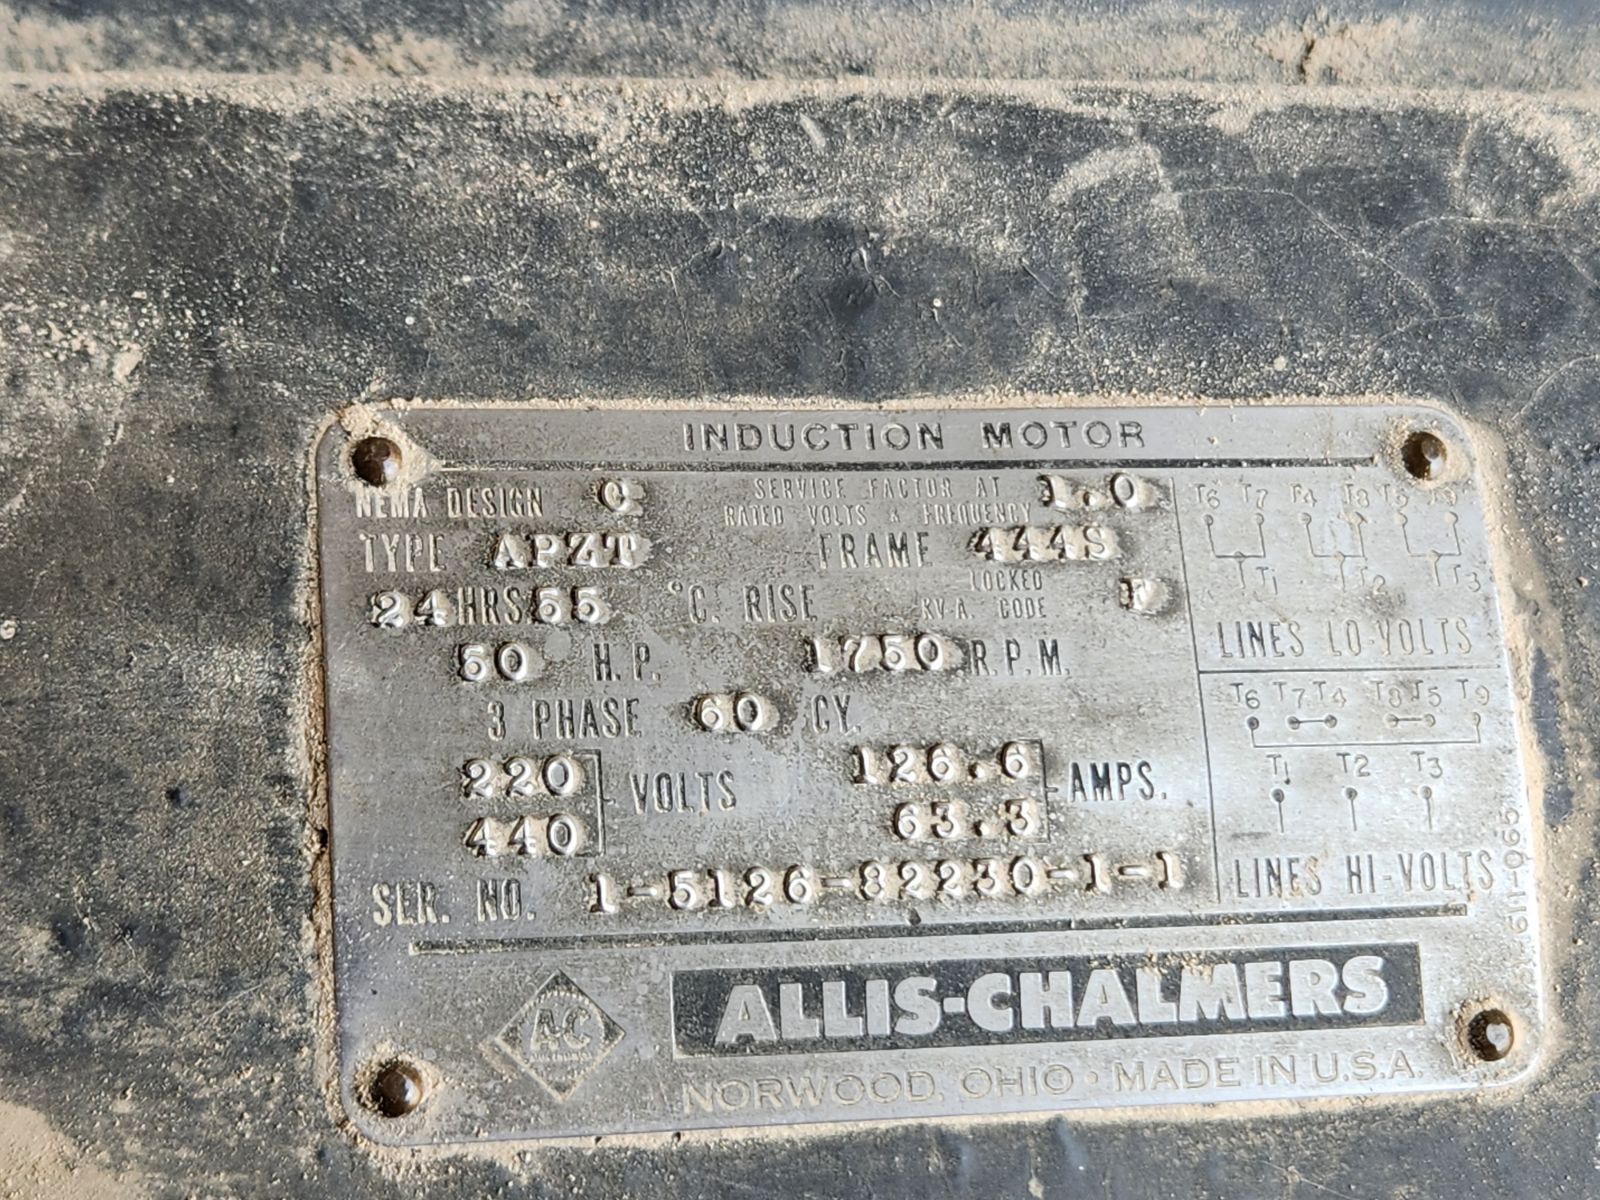 INDUCTION MOTOR
NEMA DESIGN C SERVICE FACTOR AT RATED VOLTS & FREQUENCY 1.0
TYPE APZT FRAME 444S
24 HRS 55 °C. RISE LOCKED KV-A. CODE F
50 H.P. 1750 R.P.M.
3 PHASE 60 CY.
220 VOLTS 126.6 AMPS.
440 63.3
SER. NO. 1-5126-82230-1-1
T6 T7 T4 T8 T5 T9
T1 T2 T3
LINES LO-VOLTS
T6 T7 T4 T8 T5 T9
T1 T2 T3
LINES HI-VOLTS
A-C
ALLIS-CHALMERS
NORWOOD, OHIO · MADE IN U.S.A.